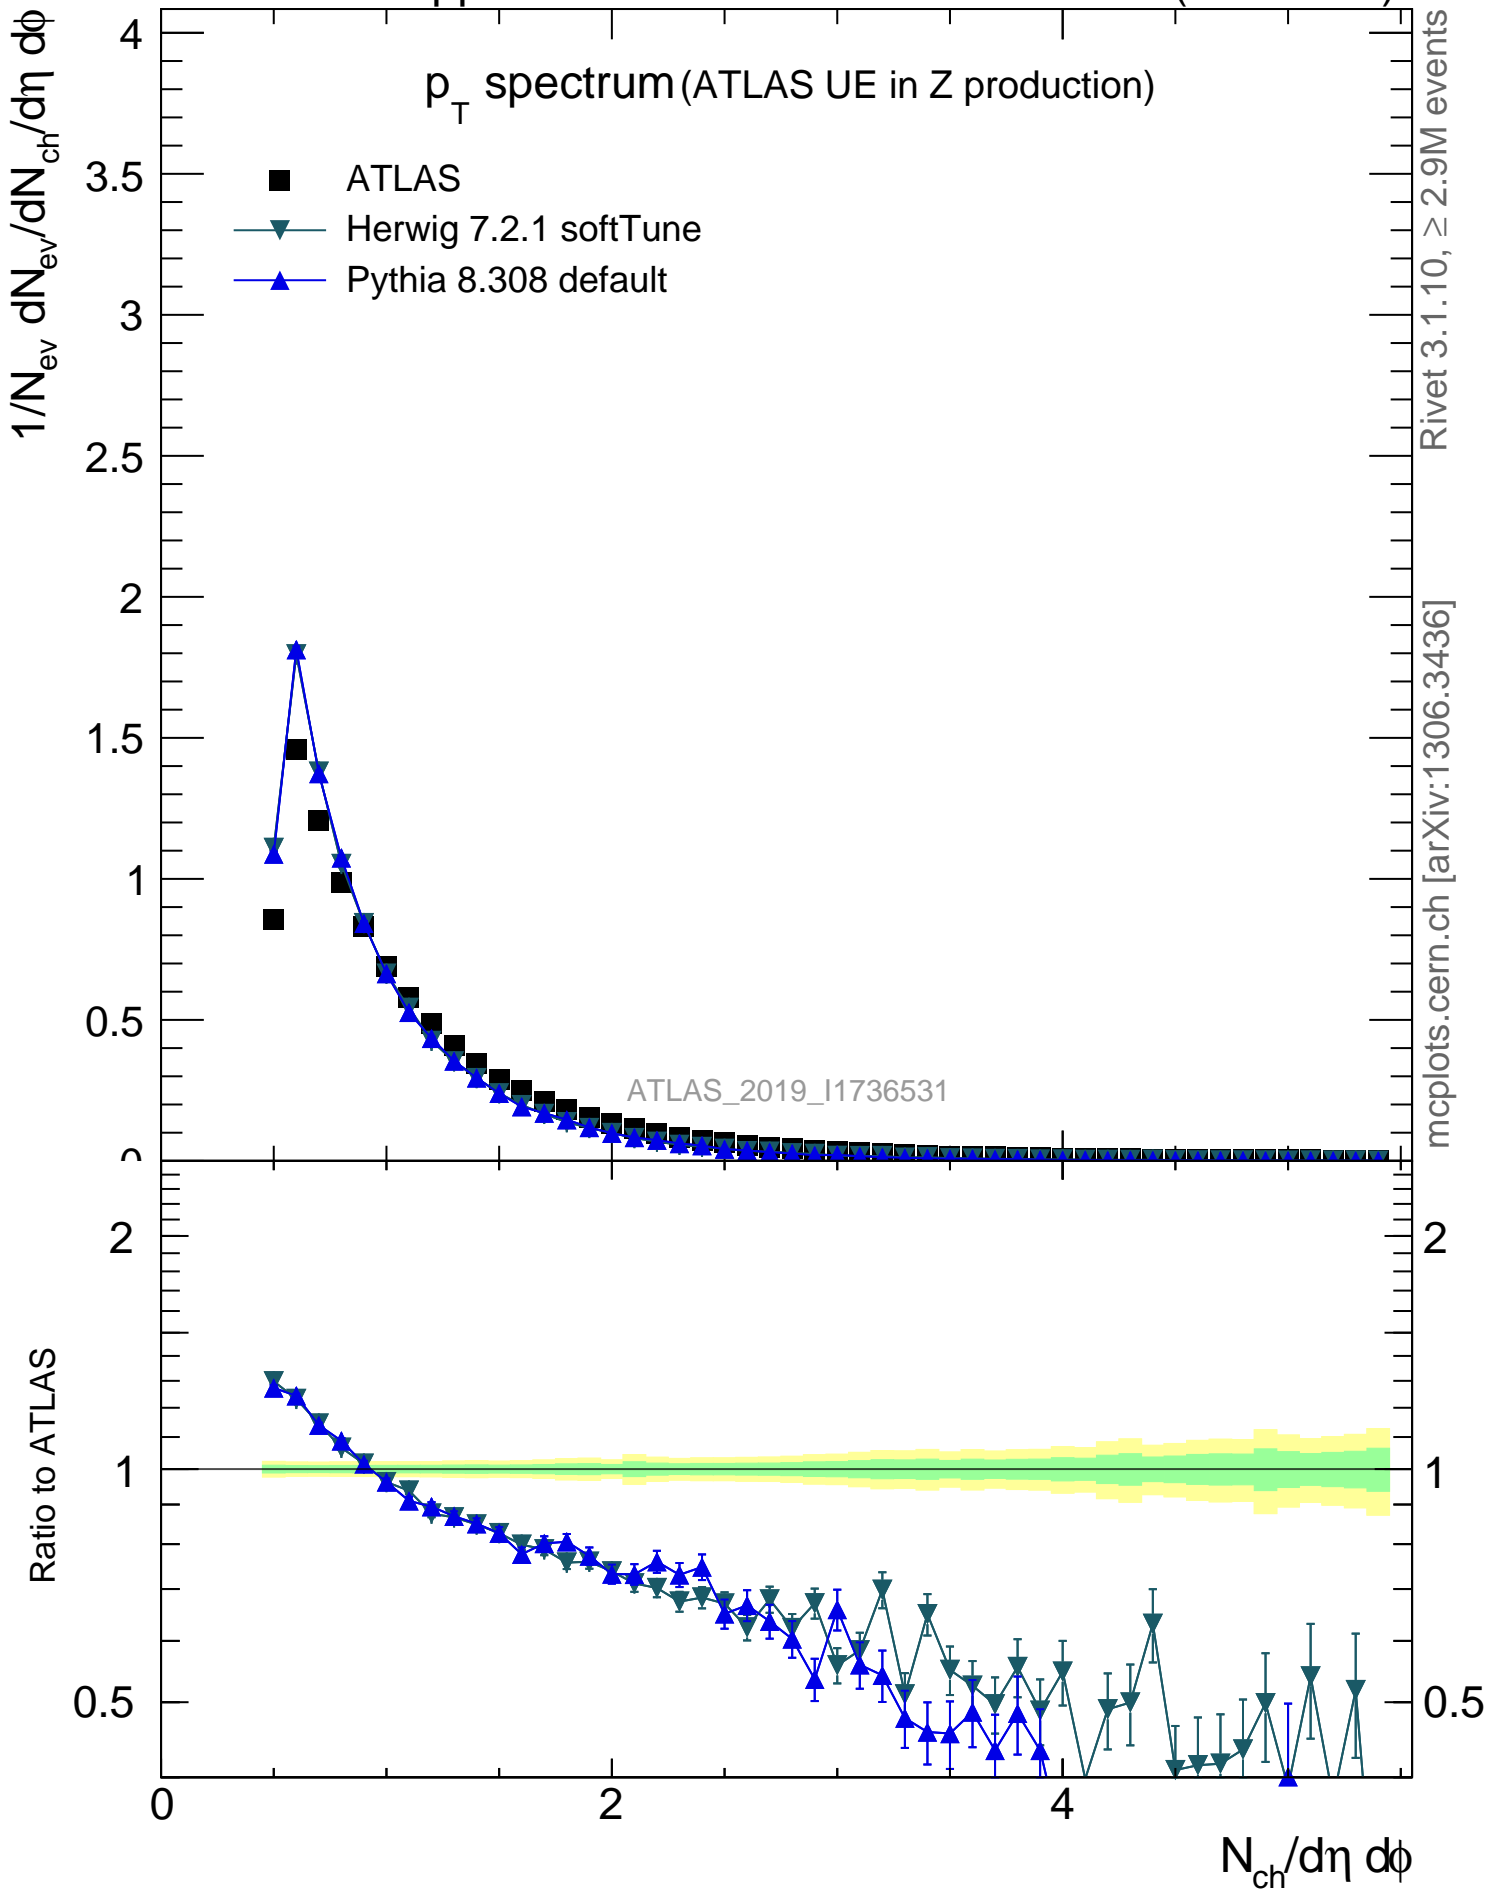 p_T spectrum (ATLAS UE in Z production)
1/N_ev dN_ev/dN_ch/dη dϕ
ATLAS
Herwig 7.2.1 softTune
Pythia 8.308 default
4
3.5
3
2.5
2
1.5
1
0.5
0
ATLAS_2019_I1736531
Rivet 3.1.10, ≥ 2.9M events
mcplots.cern.ch [arXiv:1306.3436]
Ratio to ATLAS
2
1
0.5
2
1
0.5
0
2
4
N_ch/dη dϕ